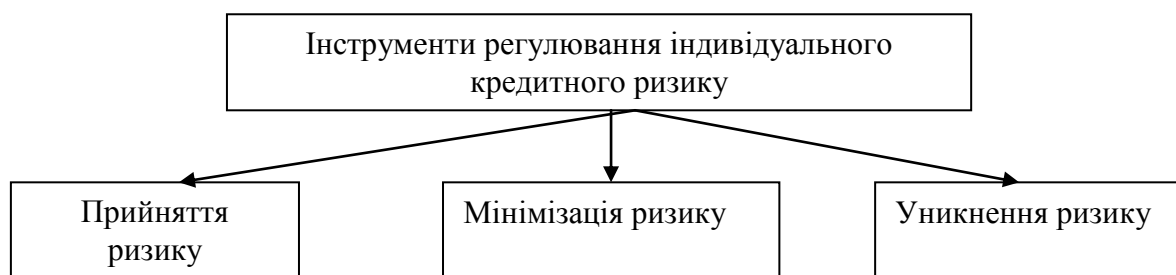 Інструменти регулювання індивідуального
кредитного ризику
Прийняття
ризику
Мінімізація ризику
Уникнення ризику